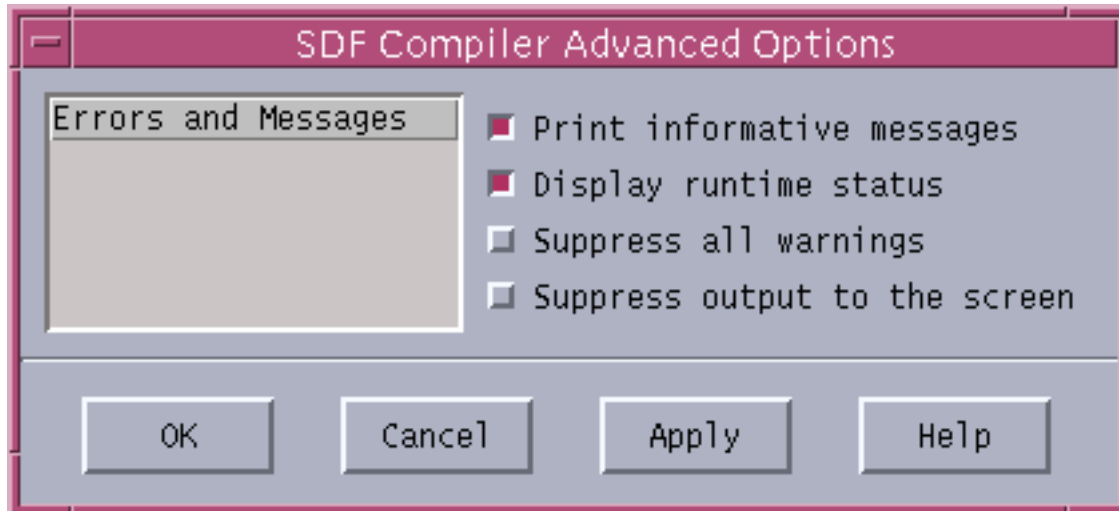 SDF Compiler Advanced Options
Errors and Messages
Print informative messages
Display runtime status
Suppress all warnings
Suppress output to the screen
OK
Cancel
Apply
Help